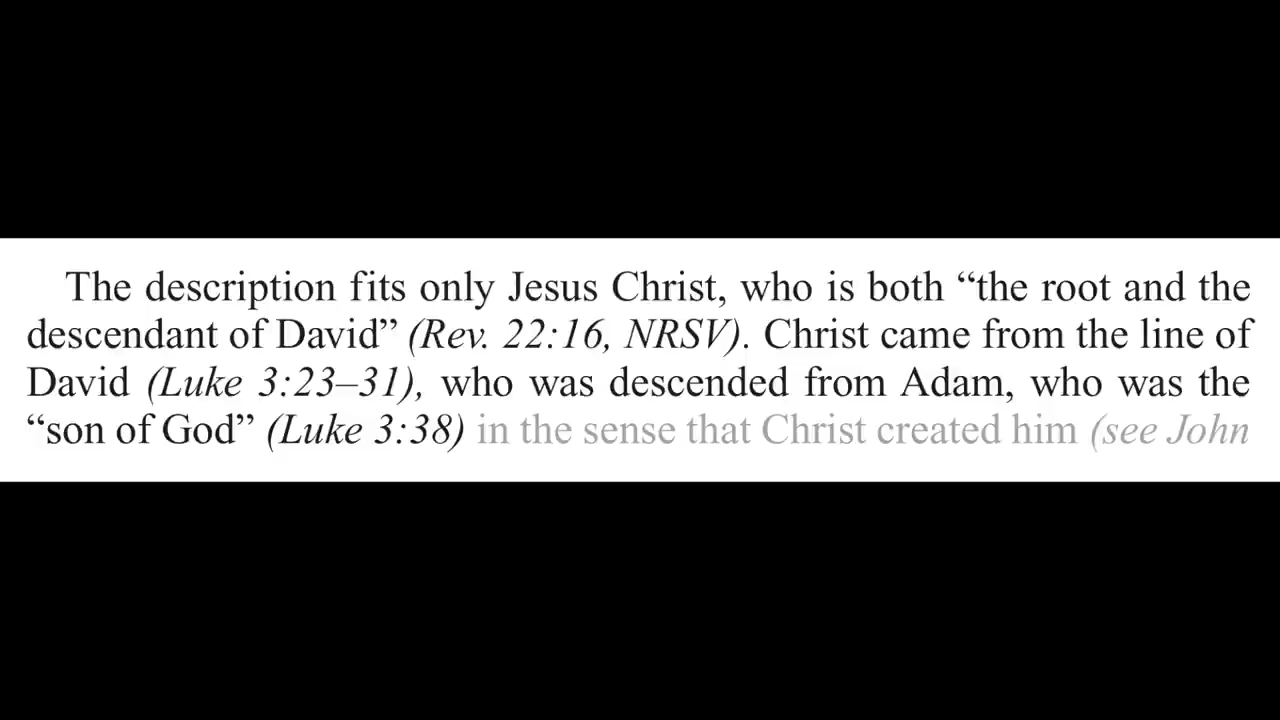 The description fits only Jesus Christ, who is both “the root and the
descendant of David” (Rev. 22:16, NRSV). Christ came from the line of
David (Luke 3:23–31), who was descended from Adam, who was the
“son of God” (Luke 3:38) in the sense that Christ created him (see John